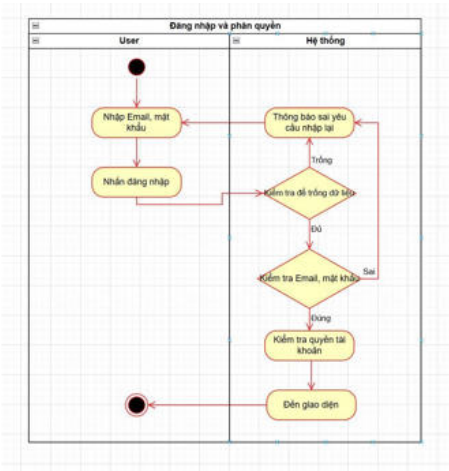 Đăng nhập và phân quyền
User
Hệ thống
Nhập Email, mật
khẩu
Thông báo sai yêu
cầu nhập lại
Trống
Nhấn đăng nhập
Kiểm tra để trống dữ liệu
Đủ
Kiểm tra Email, mật khẩu
Sai
Đúng
Kiểm tra quyền tài
khoản
Đến giao diện